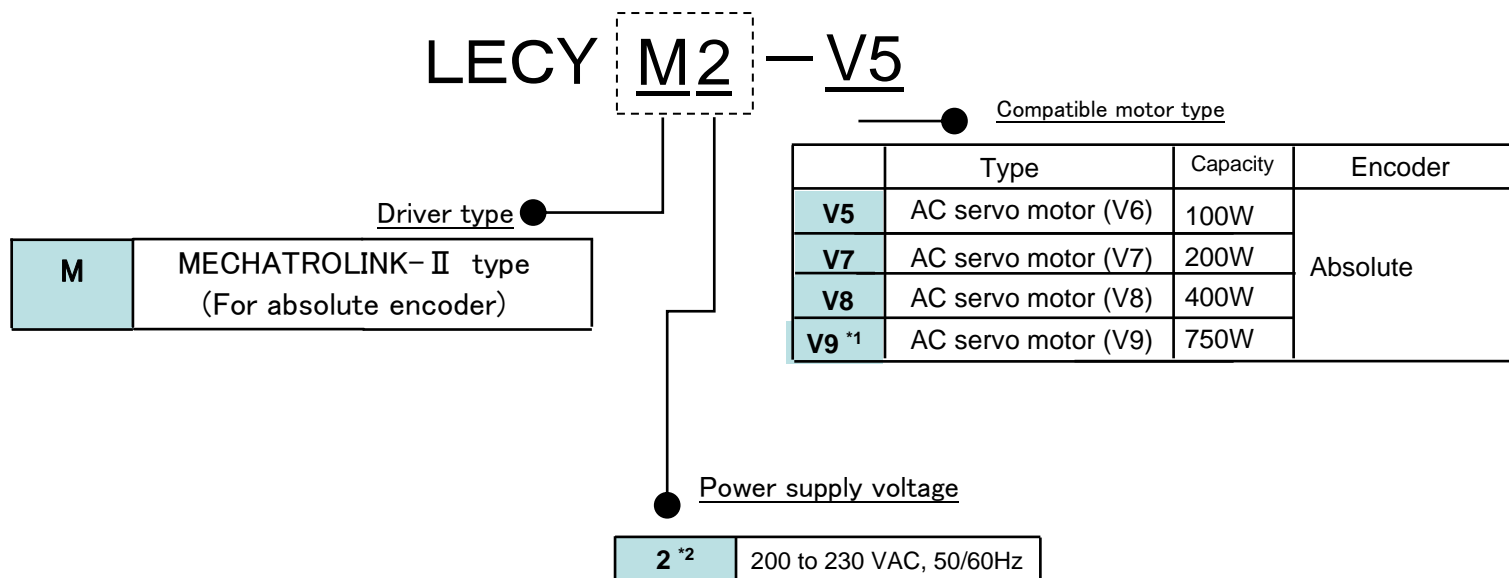 LECY M2 - V5
Compatible motor type
Type Capacity Encoder
V5 AC servo motor (V6) 100W
V7 AC servo motor (V7) 200W
Absolute
V8 AC servo motor (V8) 400W
V9 *1 AC servo motor (V9) 750W
Driver type
M MECHATROLINK-Ⅱ type
(For absolute encoder)
Power supply voltage
2 *2 200 to 230 VAC, 50/60Hz